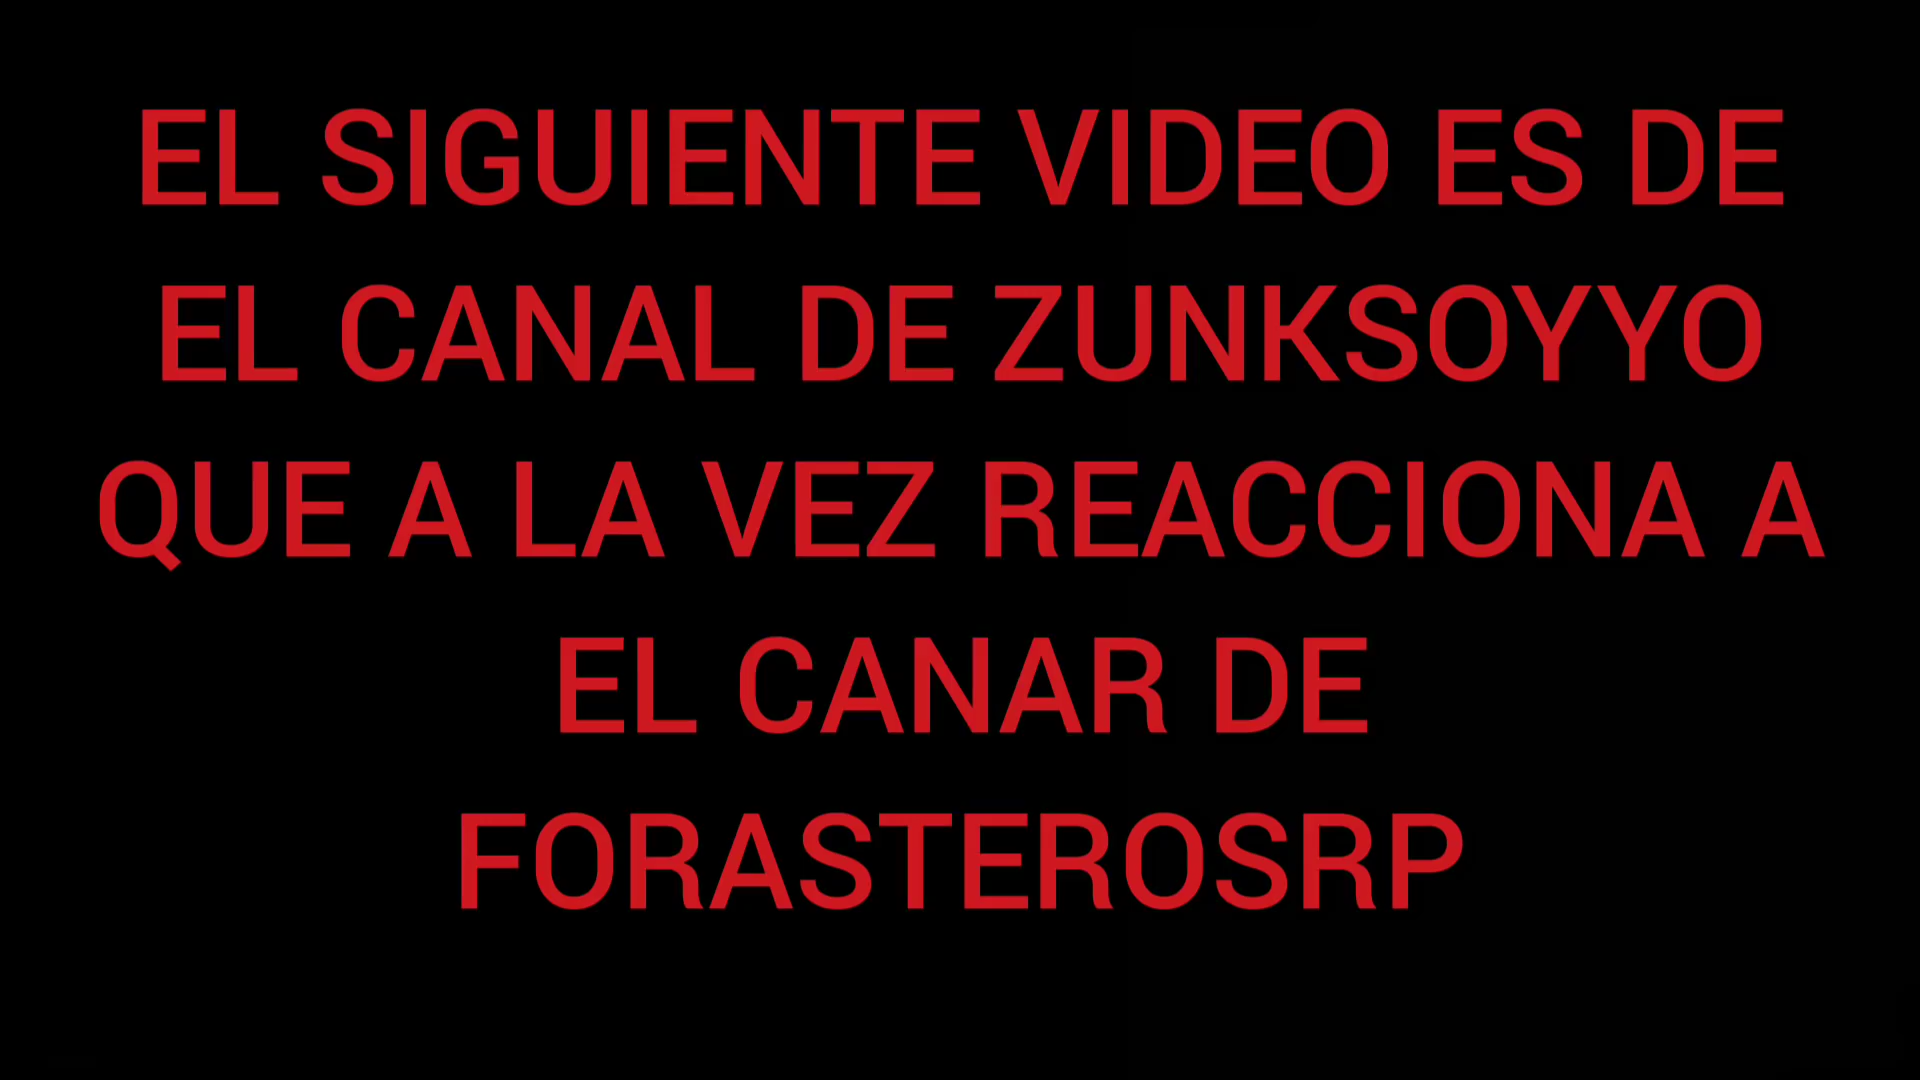 EL SIGUIENTE VIDEO ES DE
EL CANAL DE ZUNKSOYYO
QUE A LA VEZ REACCIONA A
EL CANAR DE
FORASTEROSRP